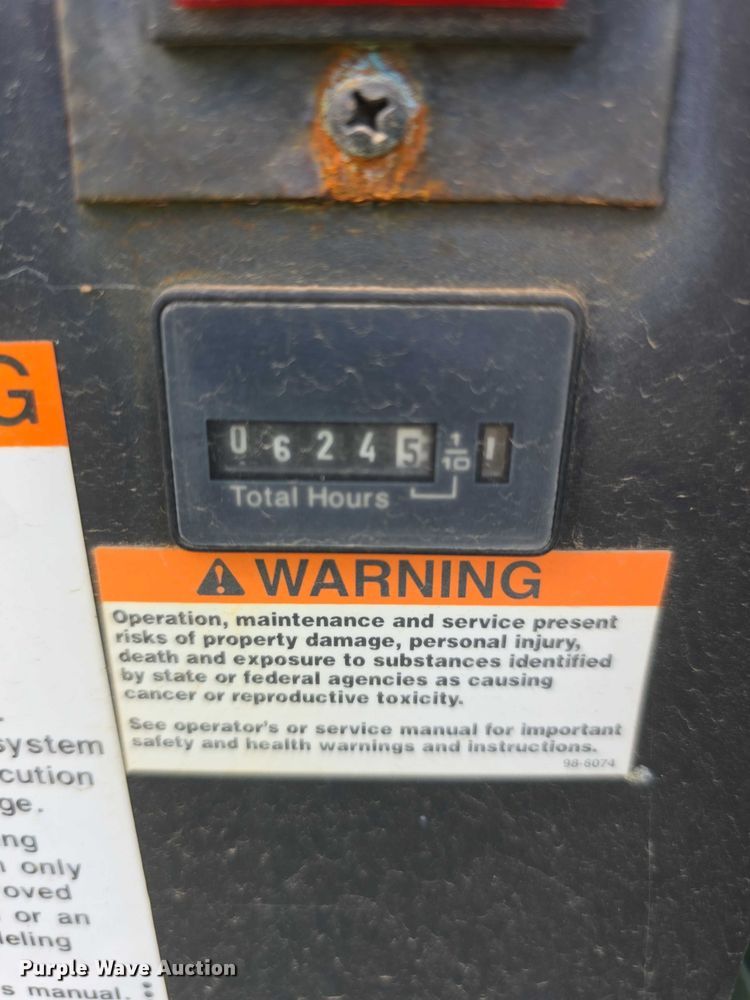 G
0 6 2 4 5 1/10 1
Total Hours
⚠ WARNING
Operation, maintenance and service present
risks of property damage, personal injury,
death and exposure to substances identified
by state or federal agencies as causing
cancer or reproductive toxicity.
See operator's or service manual for important
safety and health warnings and instructions.
98-6074
system
cution
ge.
ng
only
oved
or an
leling
s manual.
Purple Wave Auction